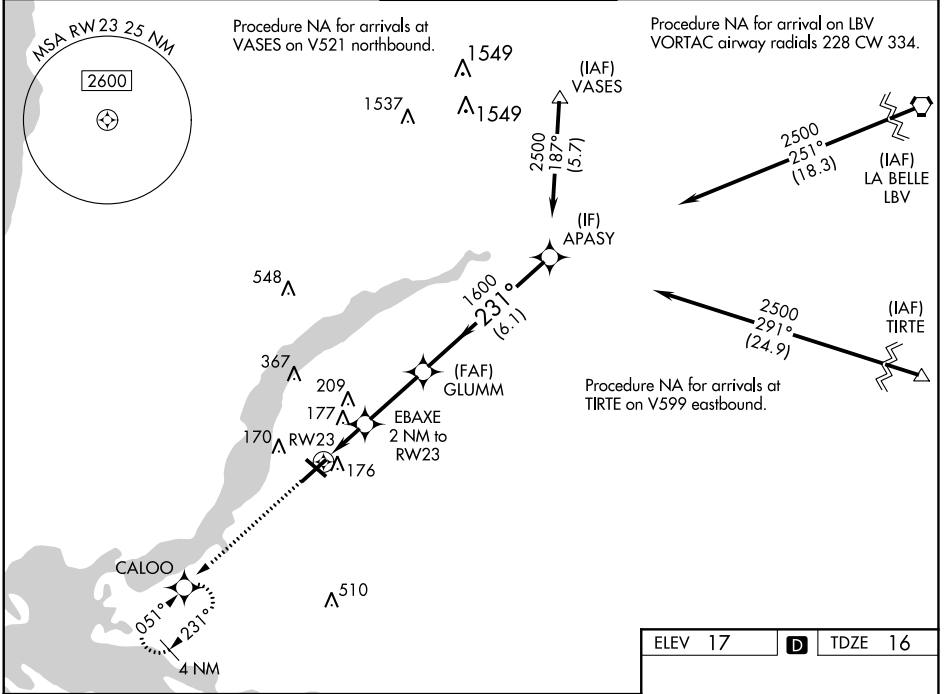 MSA RW23 25 NM
2600
Procedure NA for arrivals at
VASES on V521 northbound.
Procedure NA for arrival on LBV
VORTAC airway radials 228 CW 334.
1549
1537
1549
(IAF)
VASES
2500
187°
(5.7)
2500
251°
(18.3)
(IAF)
LA BELLE
LBV
(IF)
APASY
548
1600
231°
(6.1)
2500
291°
(24.9)
(IAF)
TIRTE
367
(FAF)
GLUMM
209
177
Procedure NA for arrivals at
TIRTE on V599 eastbound.
EBAXE
2 NM to
RW23
170
RW23
176
CALOO
510
051°
231°
4 NM
ELEV 17
D
TDZE 16